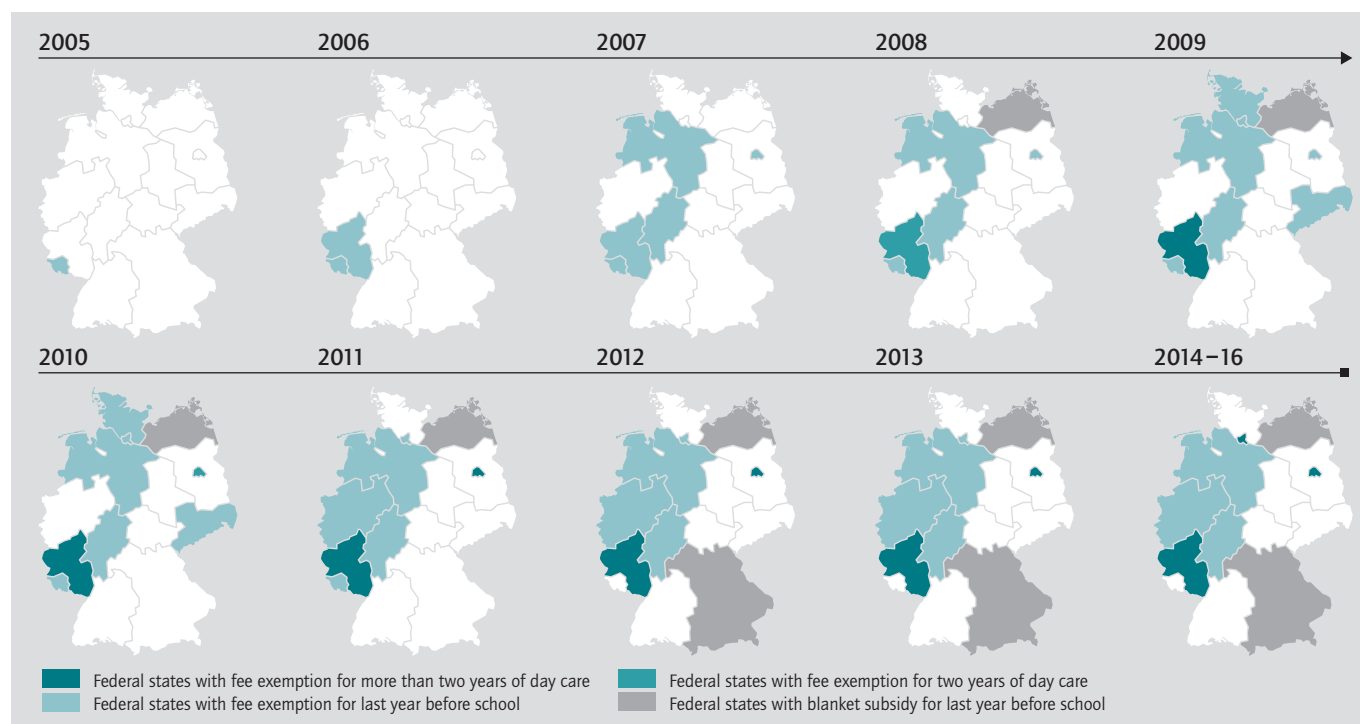 2005 2006 2007 2008 2009
2010 2011 2012 2013 2014–16
Federal states with fee exemption for more than two years of day care
Federal states with fee exemption for two years of day care
Federal states with fee exemption for last year before school
Federal states with blanket subsidy for last year before school